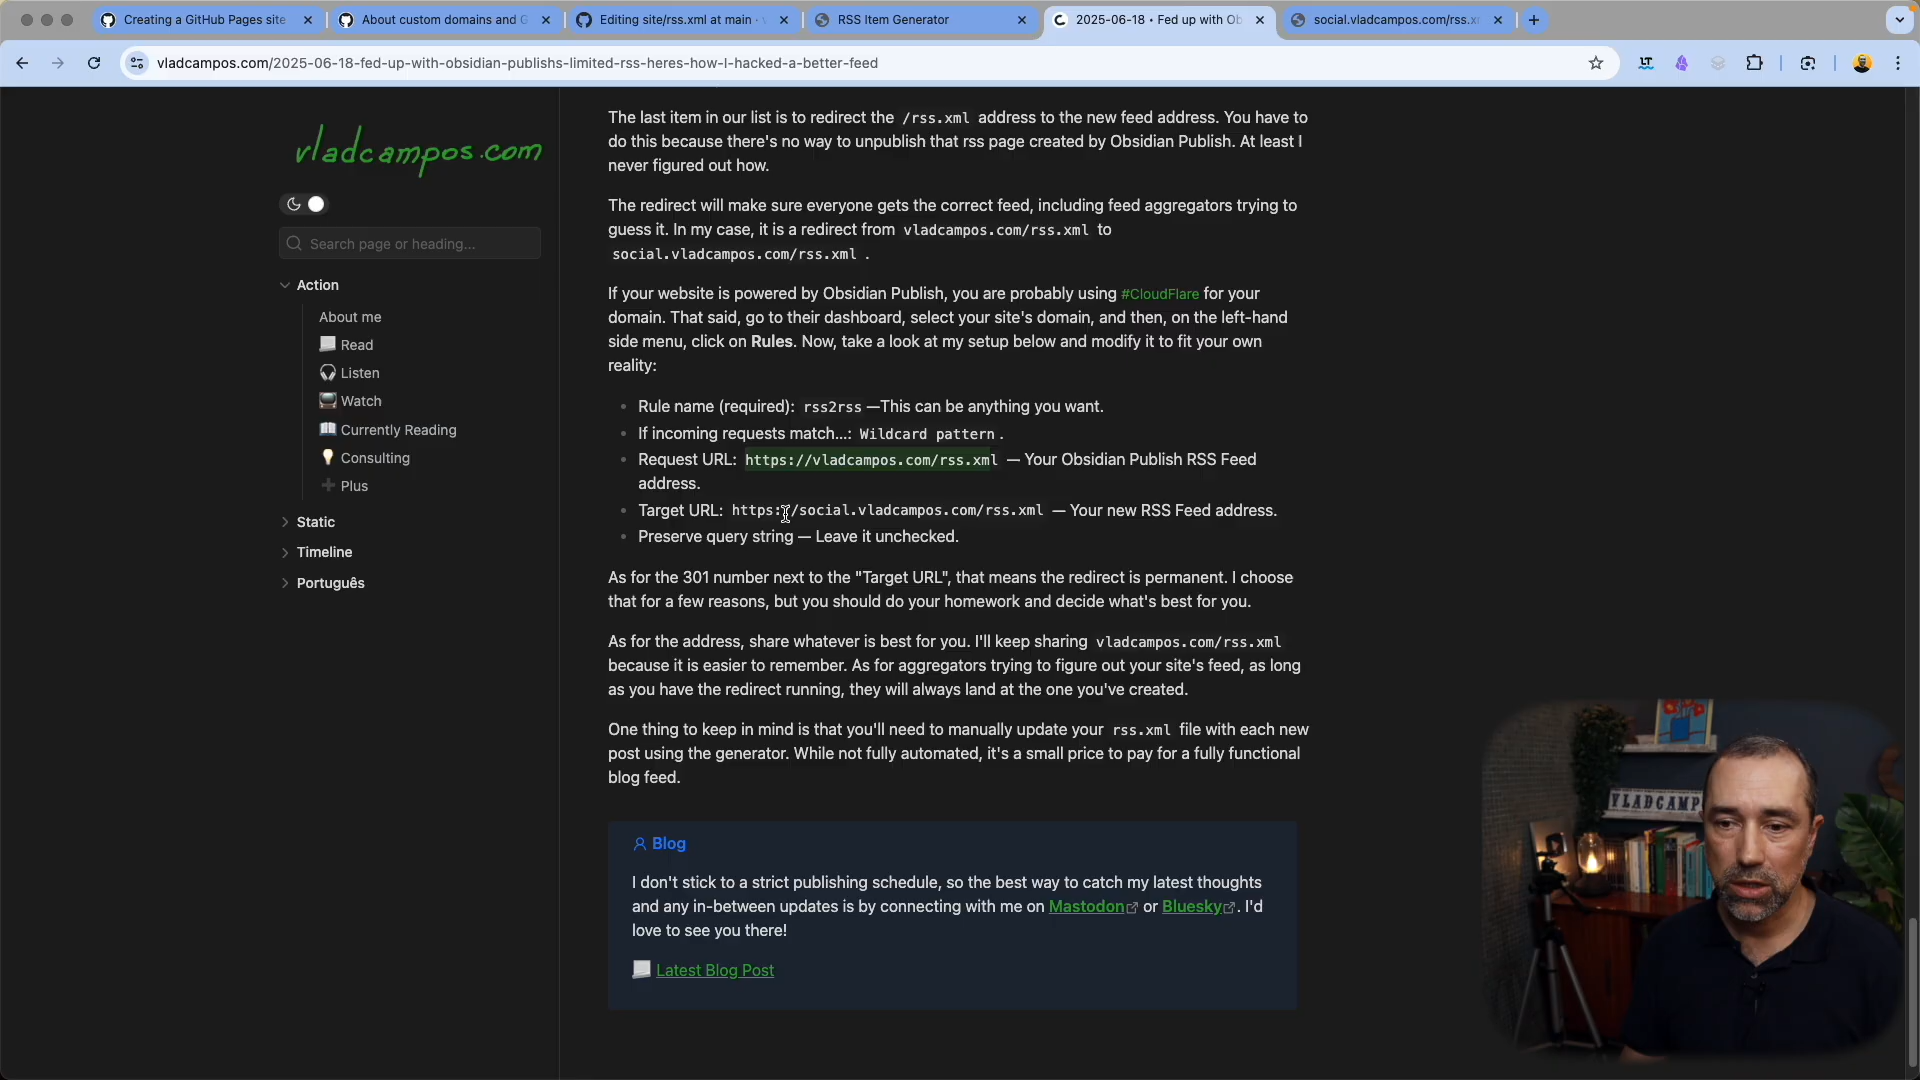 Creating a GitHub Pages site
About custom domains and G
Editing site/rss.xml at main ·
RSS Item Generator
2025-06-18 • Fed up with Ob
social.vladcampos.com/rss.x
vladcampos.com/2025-06-18-fed-up-with-obsidian-publishs-limited-rss-heres-how-I-hacked-a-better-feed
LT
vladcampos.com
Search page or heading...
Action
About me
Read
Listen
Watch
Currently Reading
Consulting
Plus
Static
Timeline
Português
The last item in our list is to redirect the /rss.xml address to the new feed address. You have to
do this because there's no way to unpublish that rss page created by Obsidian Publish. At least I
never figured out how.
The redirect will make sure everyone gets the correct feed, including feed aggregators trying to
guess it. In my case, it is a redirect from vladcampos.com/rss.xml to
social.vladcampos.com/rss.xml .
If your website is powered by Obsidian Publish, you are probably using #CloudFlare for your
domain. That said, go to their dashboard, select your site's domain, and then, on the left-hand
side menu, click on Rules. Now, take a look at my setup below and modify it to fit your own
reality:
• Rule name (required): rss2rss —This can be anything you want.
• If incoming requests match...: Wildcard pattern .
• Request URL: https://vladcampos.com/rss.xml — Your Obsidian Publish RSS Feed
address.
• Target URL: https://social.vladcampos.com/rss.xml — Your new RSS Feed address.
• Preserve query string — Leave it unchecked.
As for the 301 number next to the "Target URL", that means the redirect is permanent. I choose
that for a few reasons, but you should do your homework and decide what's best for you.
As for the address, share whatever is best for you. I'll keep sharing vladcampos.com/rss.xml
because it is easier to remember. As for aggregators trying to figure out your site's feed, as long
as you have the redirect running, they will always land at the one you've created.
One thing to keep in mind is that you'll need to manually update your rss.xml file with each new
post using the generator. While not fully automated, it's a small price to pay for a fully functional
blog feed.
Blog
I don't stick to a strict publishing schedule, so the best way to catch my latest thoughts
and any in-between updates is by connecting with me on Mastodon or Bluesky. I'd
love to see you there!
Latest Blog Post
VLADCAMP